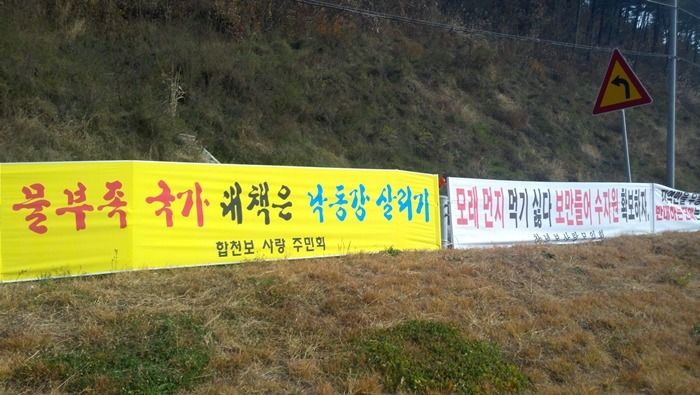 물부족 국가 대책은 낙동강 살리기
합천보 사랑 주민회
모래 먼지 먹기 싫다 보만들어 수자원 확보하자.